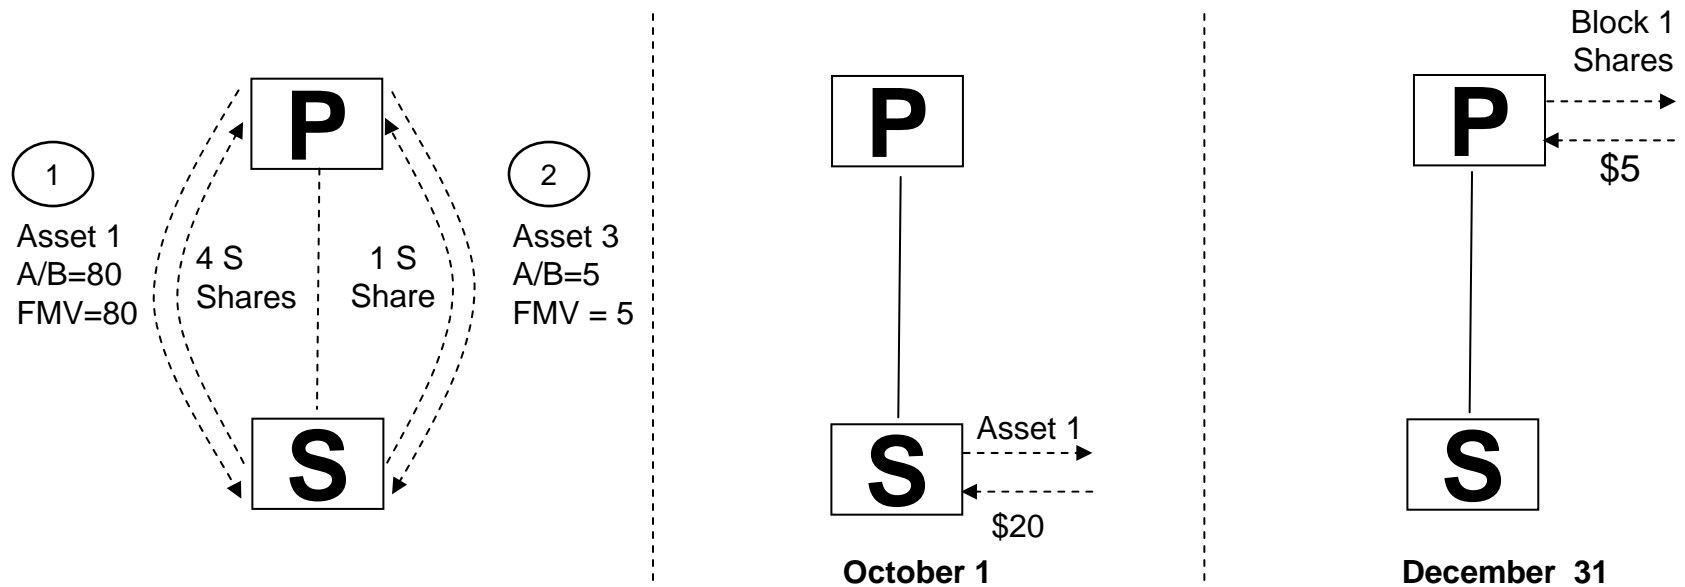 P
1
Asset 1
A/B=80
FMV=80
4 S
Shares
1 S
Share
2
Asset 3
A/B=5
FMV = 5
S
P
S
Asset 1
$20
October 1
Block 1
Shares
P
$5
S
December 31